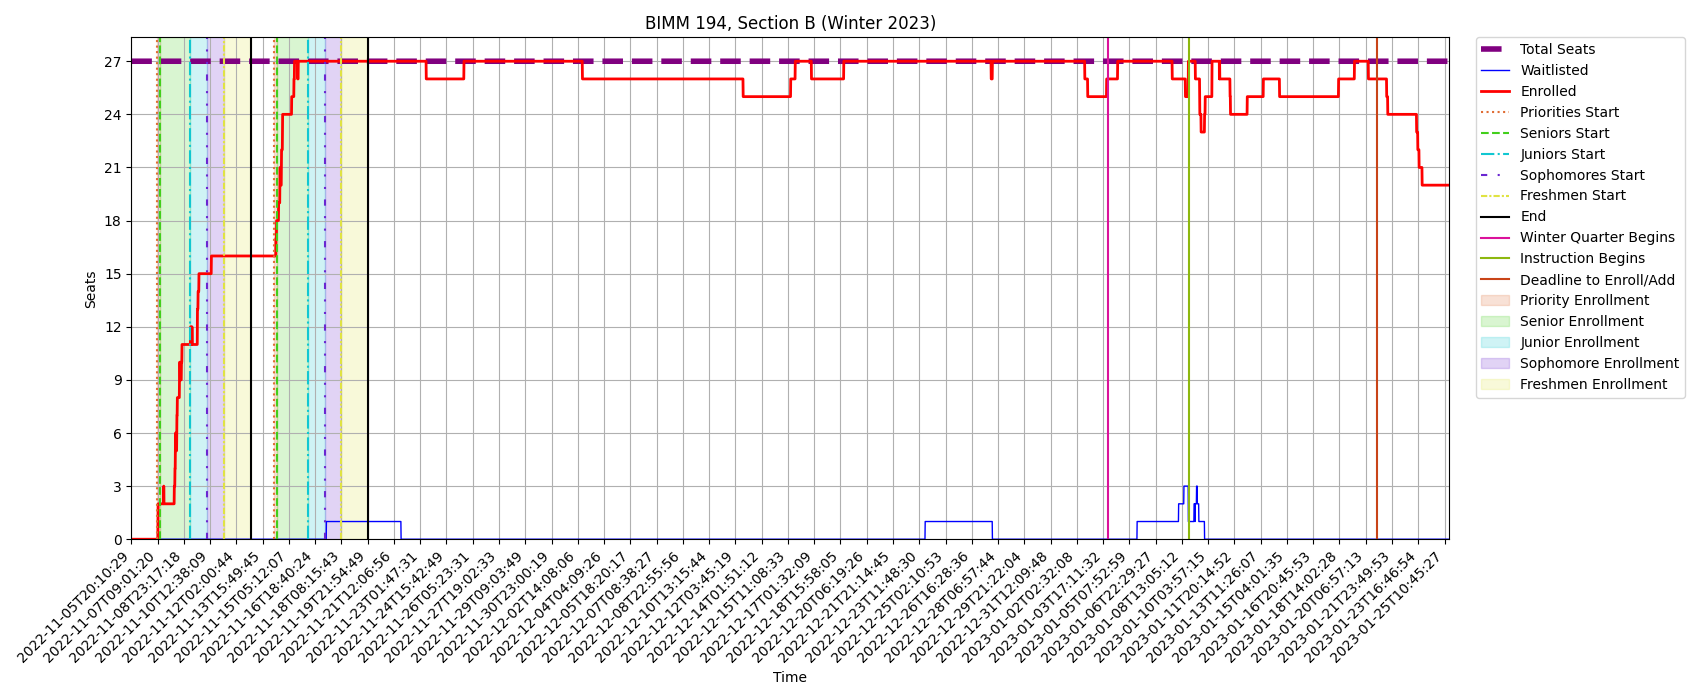 BIMM 194, Section B (Winter 2023)
27
24
21
18
15
12
9
6
3
0
Seats
2022-11-05T20:10:29
2022-11-07T09:01:20
2022-11-08T23:17:18
2022-11-10T12:38:09
2022-11-12T02:00:44
2022-11-13T15:49:45
2022-11-15T05:12:07
2022-11-16T18:40:24
2022-11-18T08:15:43
2022-11-19T21:54:49
2022-11-21T12:06:56
2022-11-23T01:47:31
2022-11-24T15:42:49
2022-11-26T05:23:31
2022-11-27T19:02:33
2022-11-29T09:03:49
2022-11-30T23:00:19
2022-12-02T14:08:06
2022-12-04T04:09:26
2022-12-05T18:20:17
2022-12-07T08:38:27
2022-12-08T22:55:56
2022-12-10T13:15:44
2022-12-12T03:45:19
2022-12-14T01:51:12
2022-12-15T11:08:33
2022-12-17T01:32:09
2022-12-18T15:58:05
2022-12-20T06:19:26
2022-12-21T21:14:45
2022-12-23T11:48:30
2022-12-25T02:10:53
2022-12-26T16:28:36
2022-12-28T06:57:44
2022-12-29T21:22:04
2022-12-31T12:09:48
2023-01-02T02:32:08
2023-01-03T17:11:32
2023-01-05T07:52:59
2023-01-06T22:29:27
2023-01-08T13:05:12
2023-01-10T03:57:15
2023-01-11T20:14:52
2023-01-13T11:26:07
2023-01-15T04:01:35
2023-01-16T20:45:53
2023-01-18T14:02:28
2023-01-20T06:57:13
2023-01-21T23:49:53
2023-01-23T16:46:54
2023-01-25T10:45:27
Time
Total Seats
Waitlisted
Enrolled
Priorities Start
Seniors Start
Juniors Start
Sophomores Start
Freshmen Start
End
Winter Quarter Begins
Instruction Begins
Deadline to Enroll/Add
Priority Enrollment
Senior Enrollment
Junior Enrollment
Sophomore Enrollment
Freshmen Enrollment